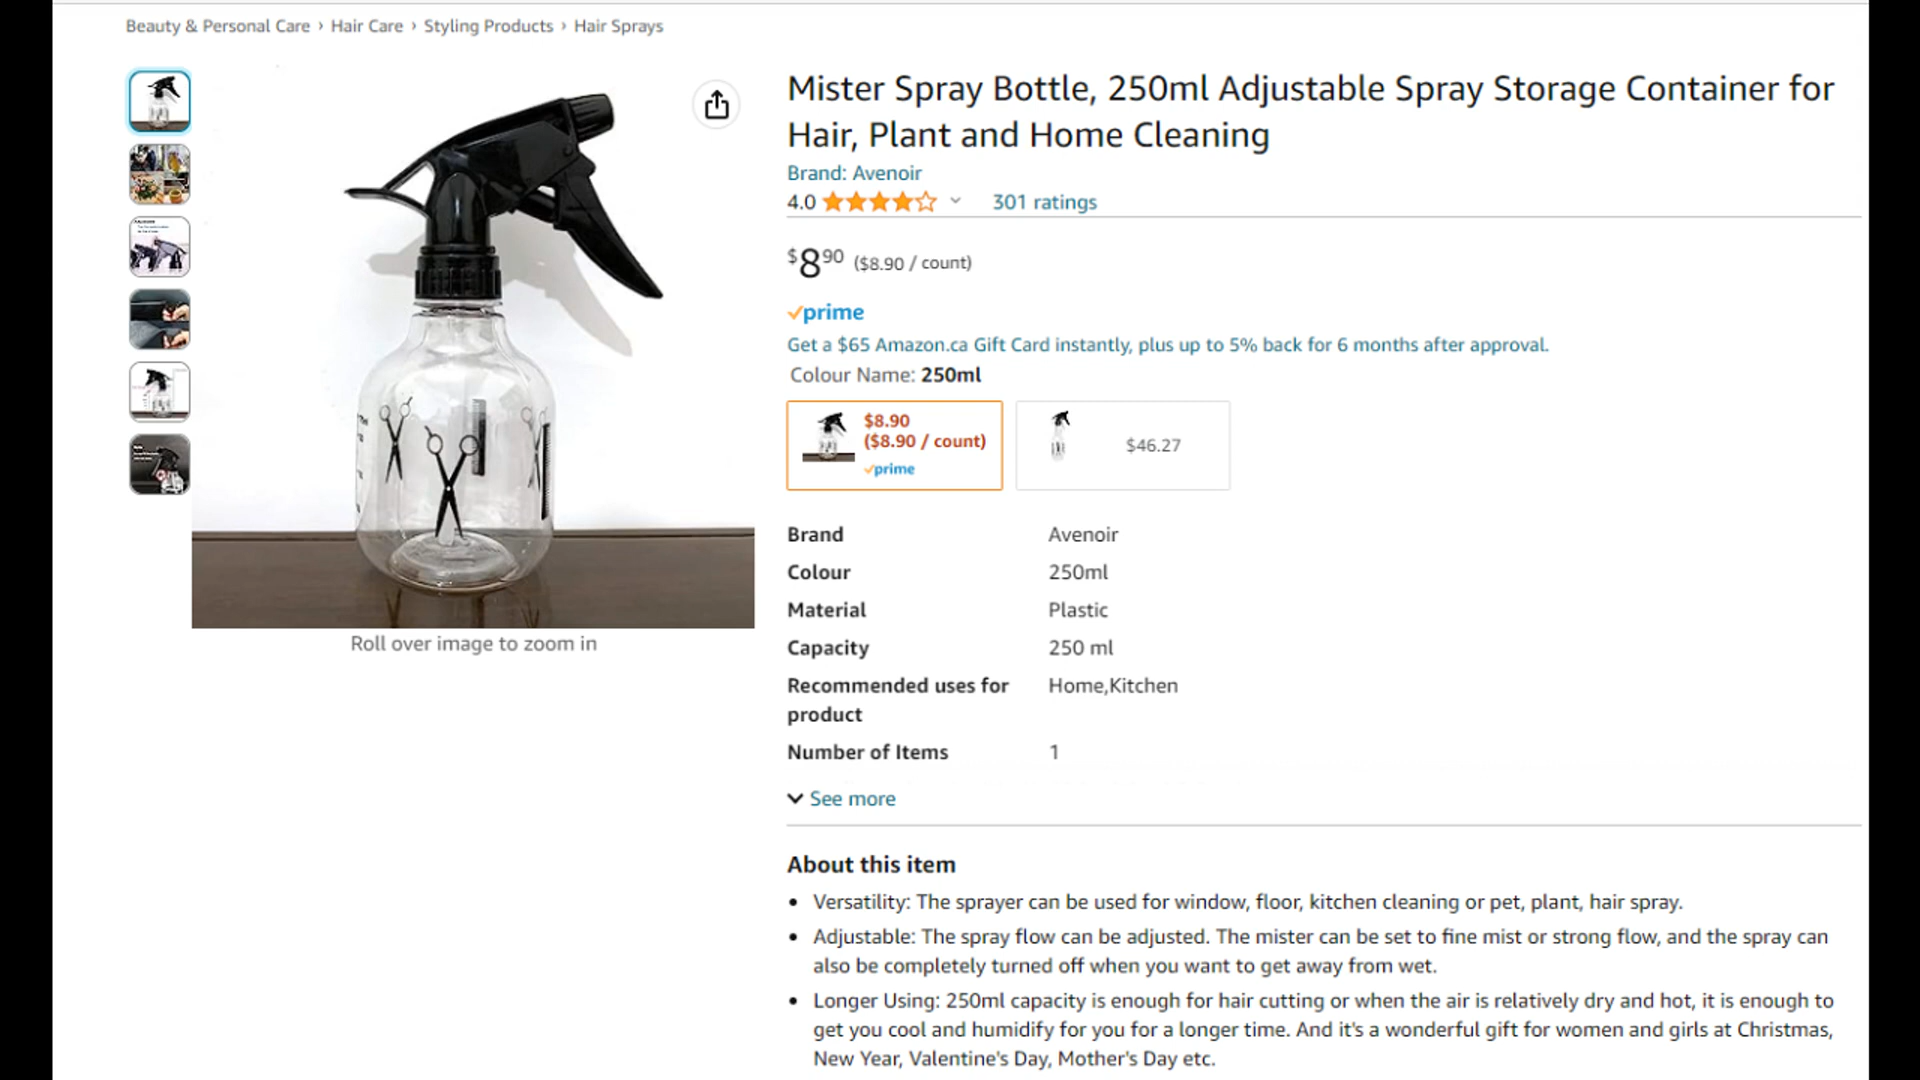 Beauty & Personal Care › Hair Care › Styling Products › Hair Sprays
Mister Spray Bottle, 250ml Adjustable Spray Storage Container for
Hair, Plant and Home Cleaning
Brand: Avenoir
4.0 301 ratings
$8.90 ($8.90 / count)
prime
Get a $65 Amazon.ca Gift Card instantly, plus up to 5% back for 6 months after approval.
Colour Name: 250ml
$8.90
($8.90 / count)
prime
$46.27
Brand Avenoir
Colour 250ml
Material Plastic
Capacity 250 ml
Recommended uses for Home,Kitchen
product
Number of Items 1
See more
Roll over image to zoom in
About this item
• Versatility: The sprayer can be used for window, floor, kitchen cleaning or pet, plant, hair spray.
• Adjustable: The spray flow can be adjusted. The mister can be set to fine mist or strong flow, and the spray can
also be completely turned off when you want to get away from wet.
• Longer Using: 250ml capacity is enough for hair cutting or when the air is relatively dry and hot, it is enough to
get you cool and humidify for you for a longer time. And it's a wonderful gift for women and girls at Christmas,
New Year, Valentine's Day, Mother's Day etc.